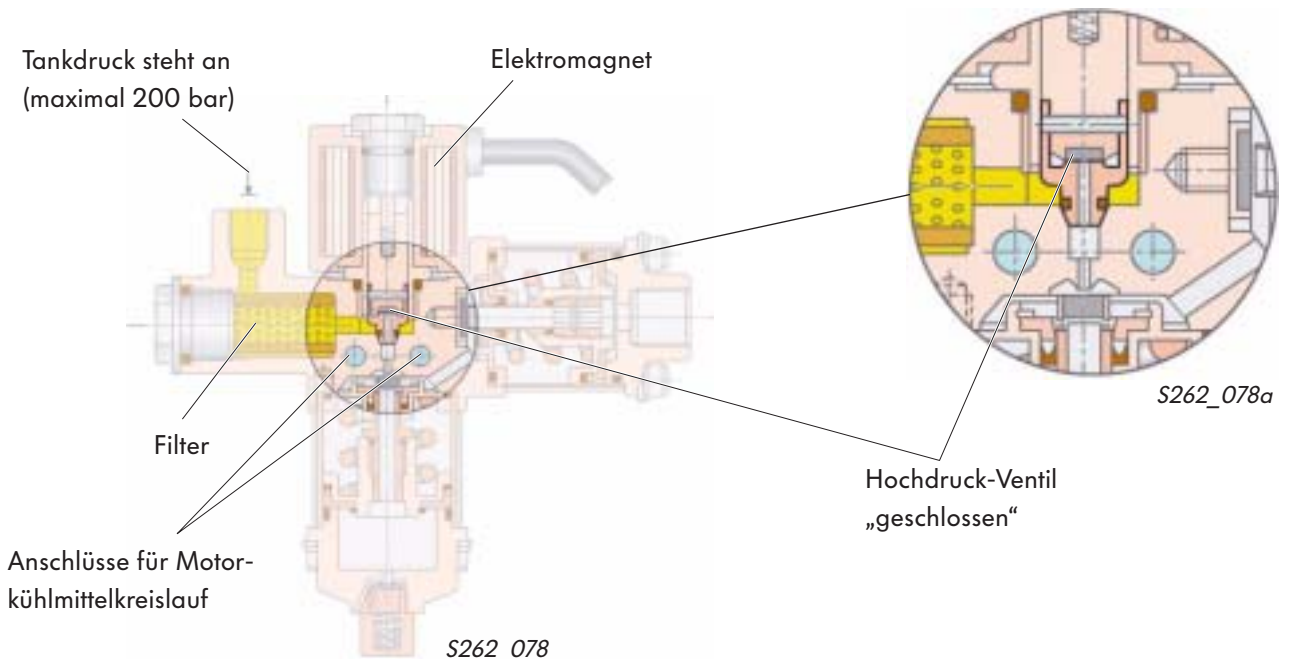 Tankdruck steht an
(maximal 200 bar)
Elektromagnet
S262_078a
Filter
Hochdruck-Ventil
„geschlossen“
Anschlüsse für Motor-
kühlmittelkreislauf
S262_078